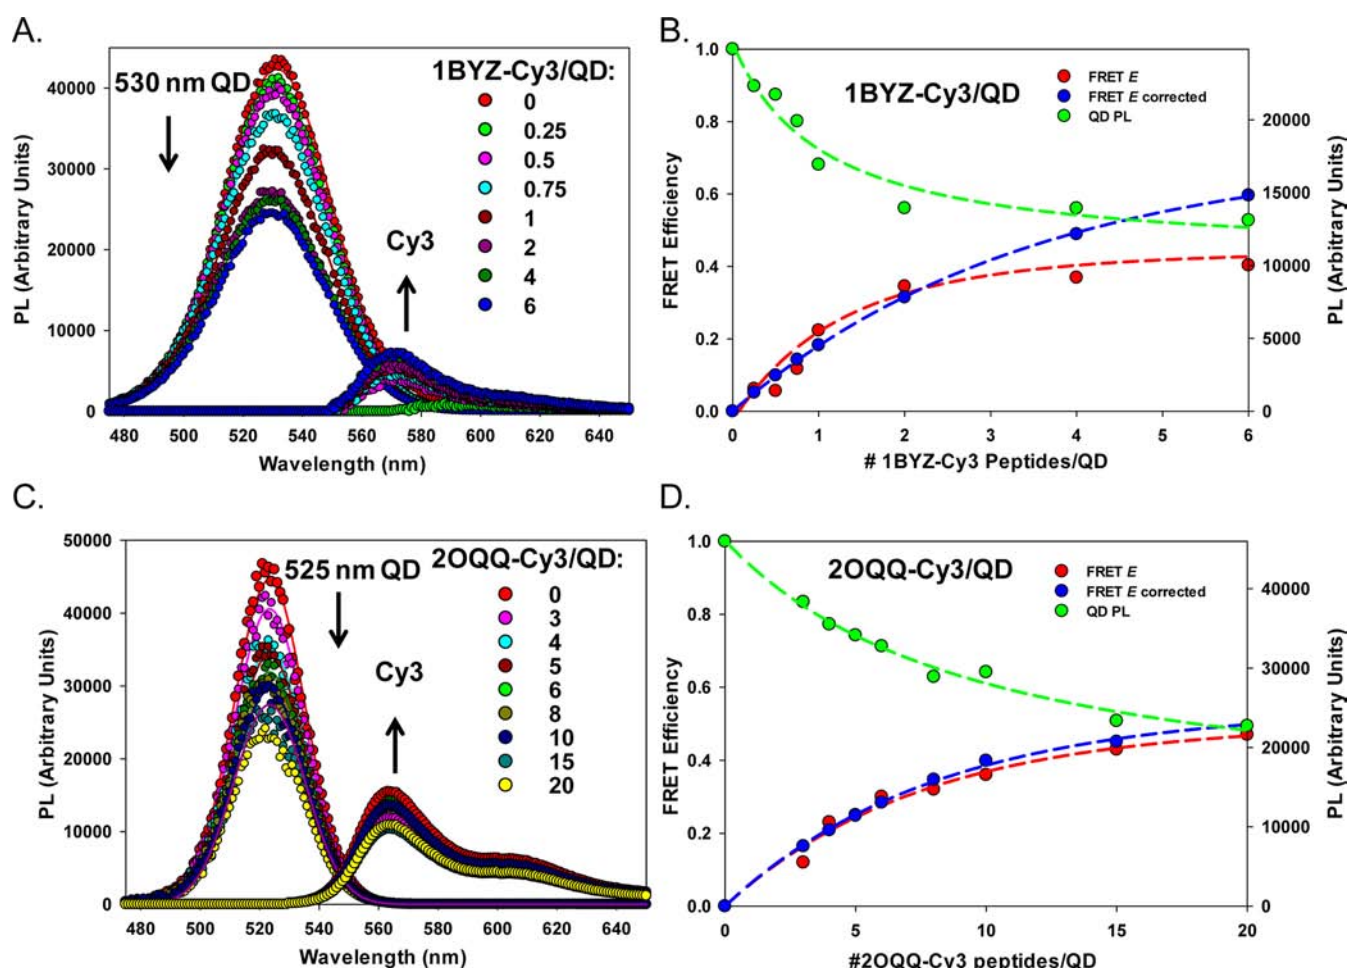 A.
530 nm QD
1BYZ-Cy3/QD:
0
0.25
0.5
0.75
1
2
4
6
Cy3
PL (Arbitrary Units)
40000
30000
20000
10000
0
480 500 520 540 560 580 600 620 640
Wavelength (nm)
B.
1BYZ-Cy3/QD
FRET E
FRET E corrected
QD PL
FRET Efficiency
1.0
0.8
0.6
0.4
0.2
0.0
PL (Arbitrary Units)
20000
15000
10000
5000
0
0 1 2 3 4 5 6
# 1BYZ-Cy3 Peptides/QD
C.
525 nm QD
2OQQ-Cy3/QD:
0
3
4
5
6
8
10
15
20
Cy3
PL (Arbitrary Units)
50000
40000
30000
20000
10000
0
480 500 520 540 560 580 600 620 640
Wavelength (nm)
D.
2OQQ-Cy3/QD
FRET E
FRET E corrected
QD PL
FRET Efficiency
1.0
0.8
0.6
0.4
0.2
0.0
PL (Arbitrary Units)
40000
30000
20000
10000
0
0 5 10 15 20
#2OQQ-Cy3 peptides/QD